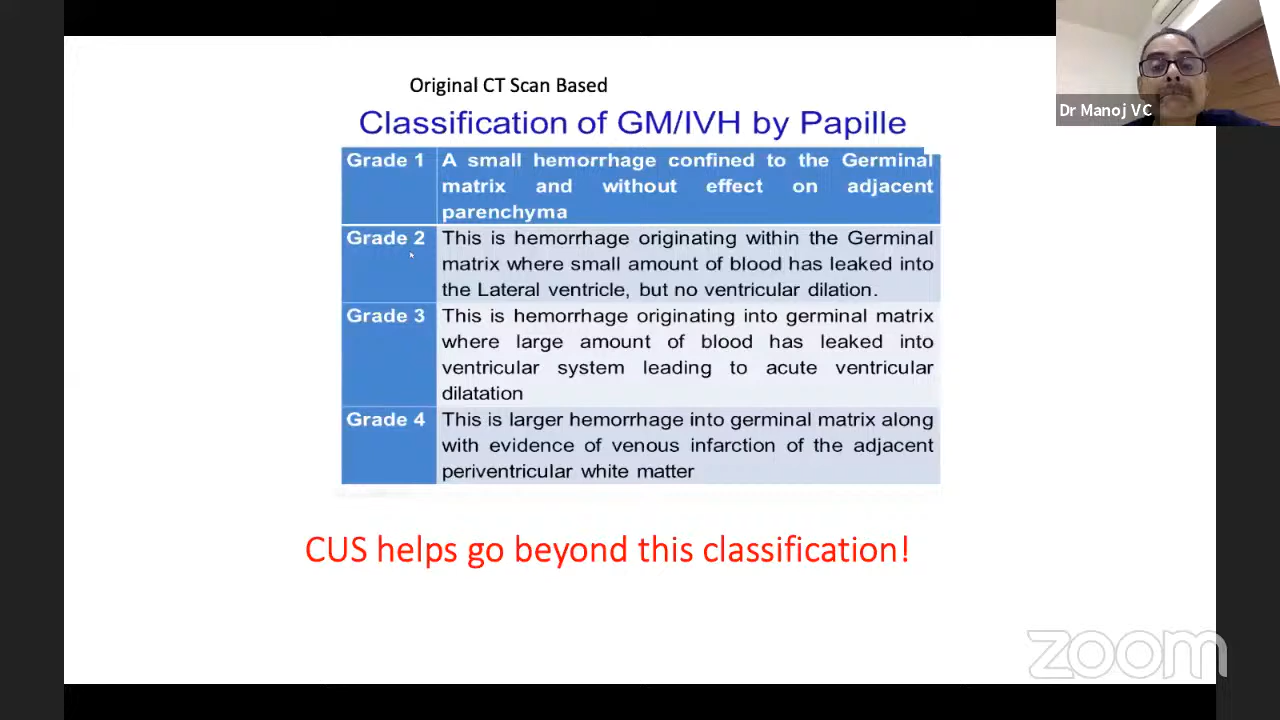 Original CT Scan Based
Classification of GM/IVH by Papille
Grade 1
A small hemorrhage confined to the Germinal
matrix and without effect on adjacent
parenchyma
Grade 2
This is hemorrhage originating within the Germinal
matrix where small amount of blood has leaked into
the Lateral ventricle, but no ventricular dilation.
Grade 3
This is hemorrhage originating into germinal matrix
where large amount of blood has leaked into
ventricular system leading to acute ventricular
dilatation
Grade 4
This is larger hemorrhage into germinal matrix along
with evidence of venous infarction of the adjacent
periventricular white matter
CUS helps go beyond this classification!
Dr Manoj VC
zoom